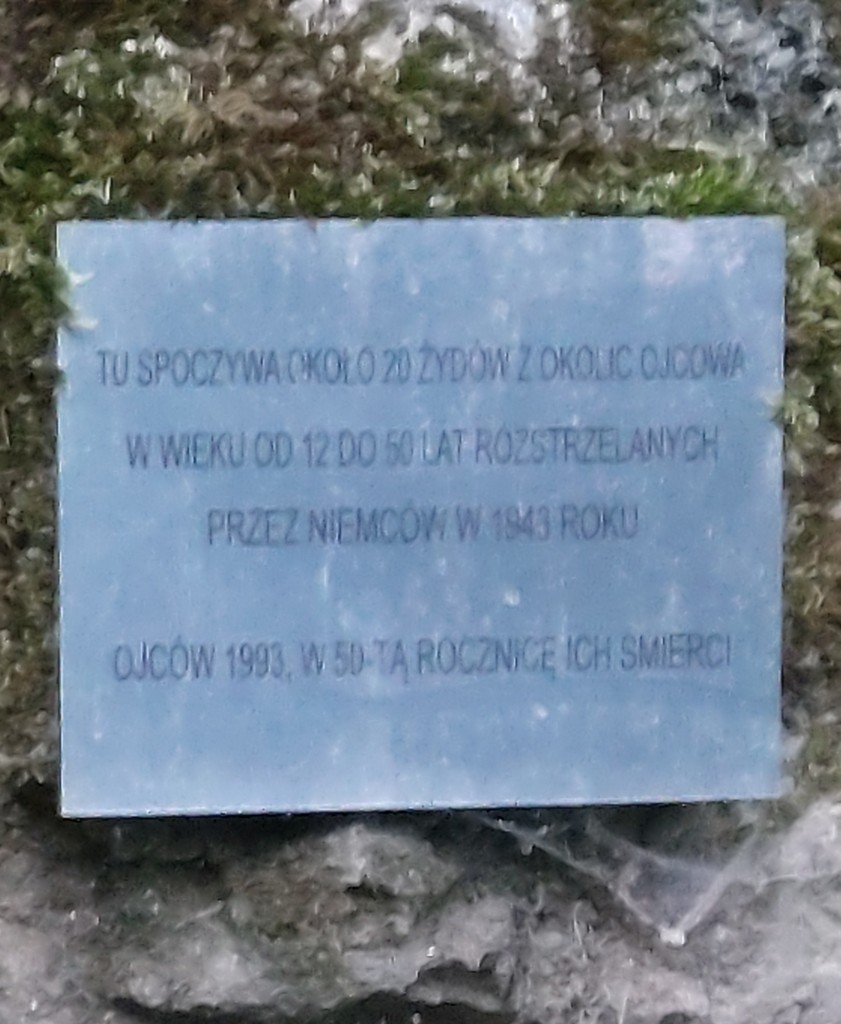 TU SPOCZYWA OKOŁO 20 ŻYDÓW Z OKOLIC OJCOWA
W WIEKU OD 12 DO 50 LAT ROZSTRZELANYCH
PRZEZ NIEMCÓW W 1943 ROKU
OJCÓW 1993, W 50-TĄ ROCZNICĘ ICH ŚMIERCI